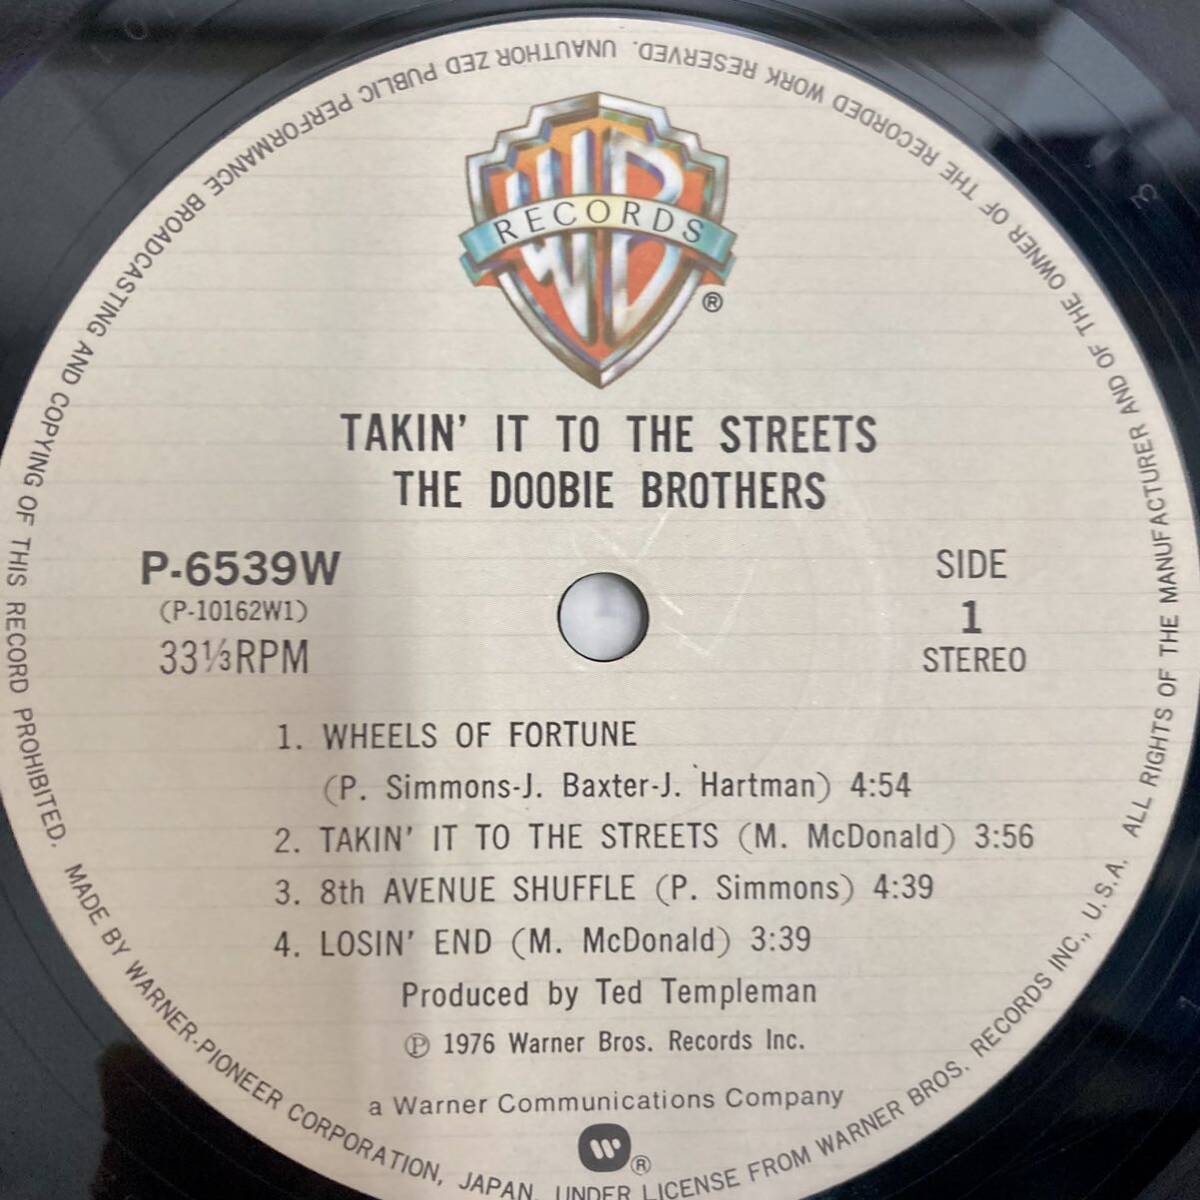 WB
RECORDS
®
TAKIN' IT TO THE STREETS
THE DOOBIE BROTHERS
P-6539W
(P-10162W1)
33⅓RPM
SIDE
1
STEREO
1. WHEELS OF FORTUNE
(P. Simmons-J. Baxter-J. Hartman) 4:54
2. TAKIN' IT TO THE STREETS (M. McDonald) 3:56
3. 8th AVENUE SHUFFLE (P. Simmons) 4:39
4. LOSIN' END (M. McDonald) 3:39
Produced by Ted Templeman
Ⓟ 1976 Warner Bros. Records Inc.
a Warner Communications Company
®
MADE BY WARNER-PIONEER CORPORATION, JAPAN, UNDER LICENSE FROM WARNER BROS. RECORDS INC., U.S.A. ALL RIGHTS OF THE MANUFACTURER AND OF THE OWNER OF THE RECORDED WORK RESERVED. UNAUTHOR ZED PUBLIC PERFORMANCE BROADCASTING AND COPYING OF THIS RECORD PROHIBITED.